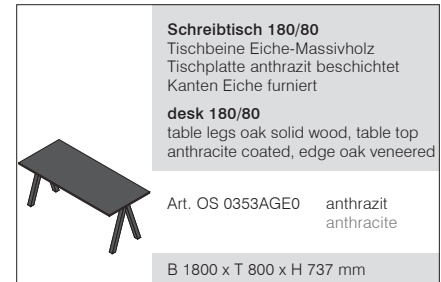 Schreibtisch 180/80
Tischbeine Eiche-Massivholz
Tischplatte anthrazit beschichtet
Kanten Eiche furniert
desk 180/80
table legs oak solid wood, table top
anthracite coated, edge oak veneered
Art. OS 0353AGE0 anthrazit
anthracite
B 1800 x T 800 x H 737 mm